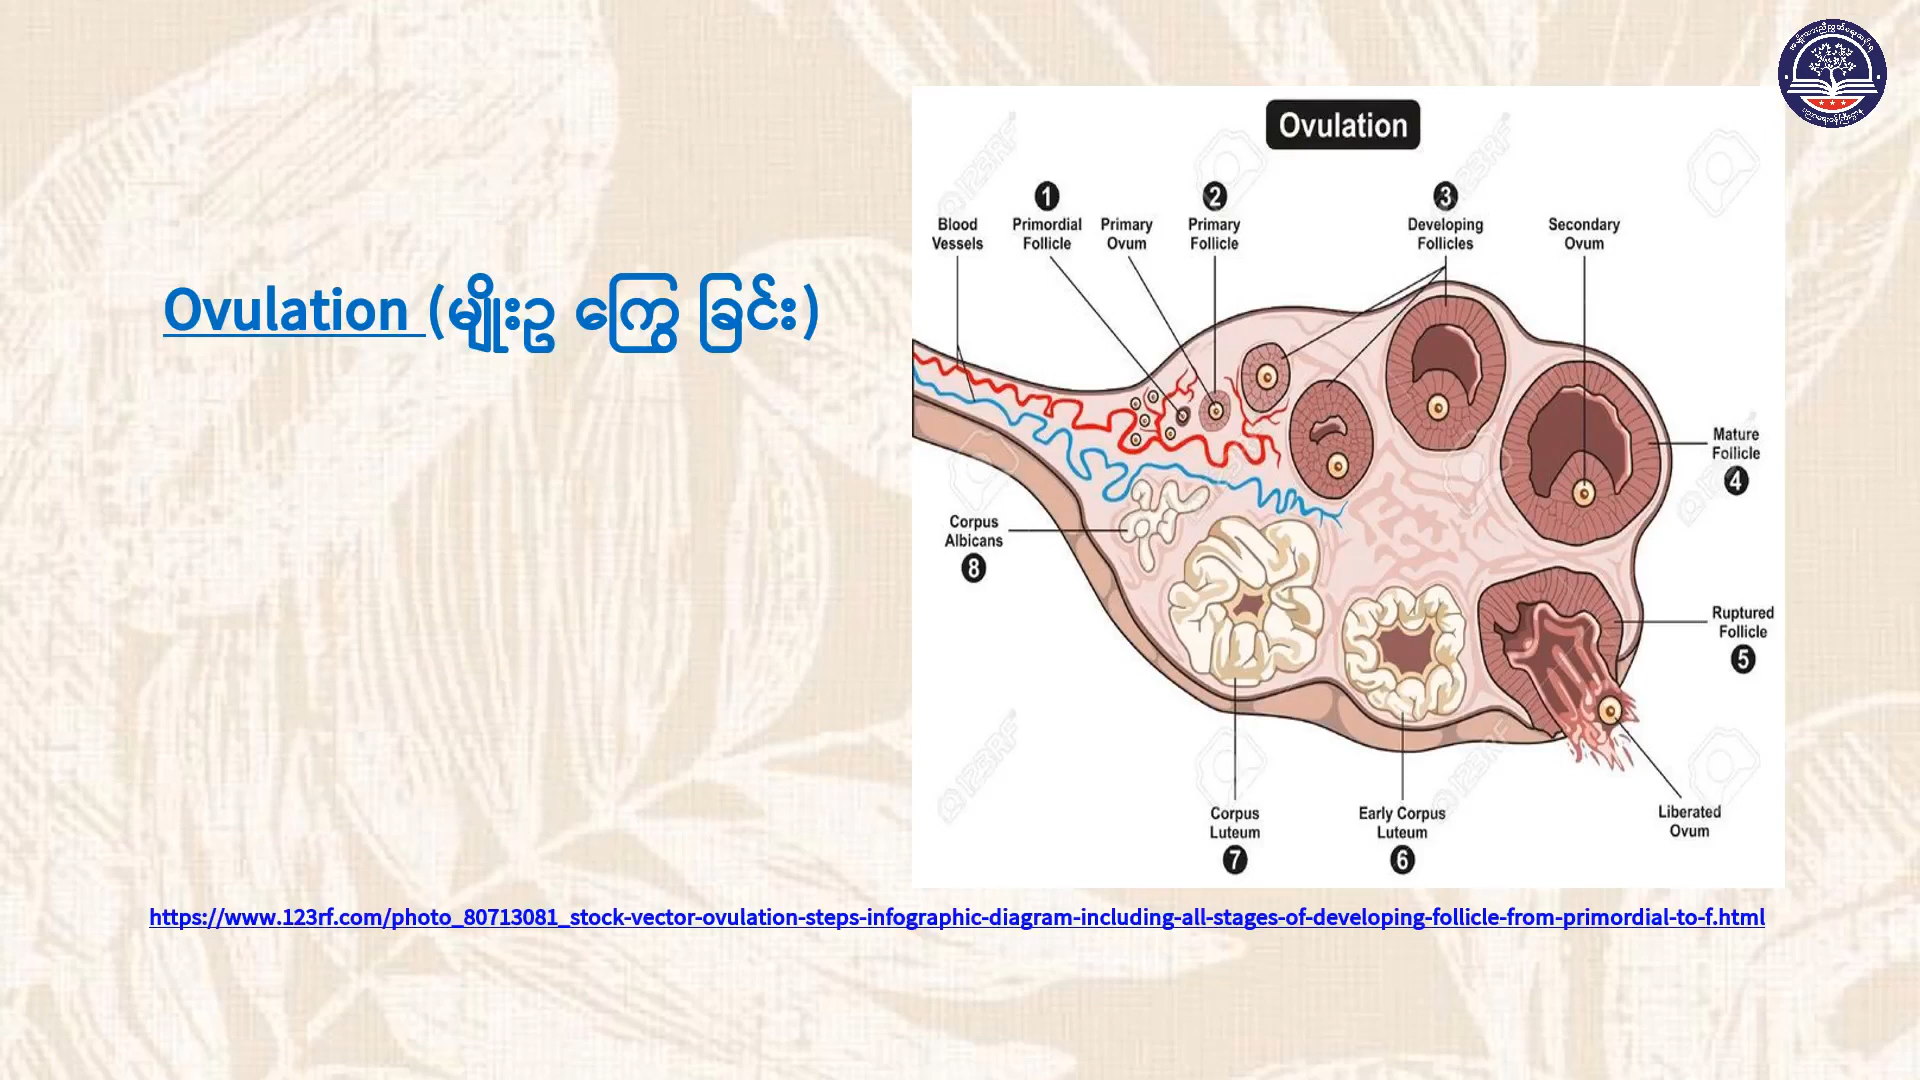 Ovulation
1
2
3
Blood Vessels
Primordial Follicle
Primary Ovum
Primary Follicle
Developing Follicles
Secondary Ovum
Ovulation (မျိုးဥ ကြွေ ခြင်း)
Mature Follicle
4
Corpus Albicans
8
Ruptured Follicle
5
Corpus Luteum
7
Early Corpus Luteum
6
Liberated Ovum
https://www.123rf.com/photo_80713081_stock-vector-ovulation-steps-infographic-diagram-including-all-stages-of-developing-follicle-from-primordial-to-f.html
123RF